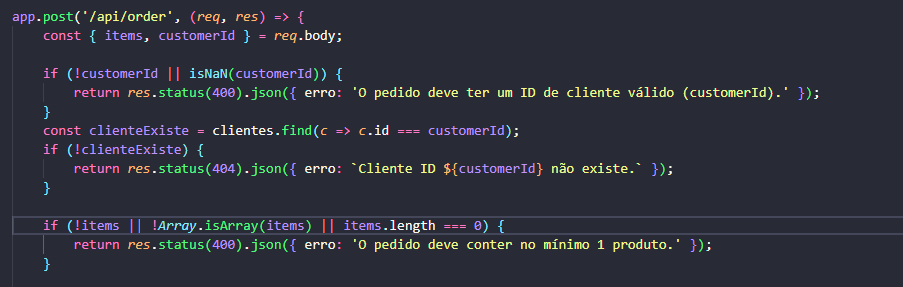 app.post('/api/order', (req, res) => {
const { items, customerId } = req.body;
if (!customerId || isNaN(customerId)) {
return res.status(400).json({ erro: 'O pedido deve ter um ID de cliente válido (customerId).' });
}
const clienteExiste = clientes.find(c => c.id === customerId);
if (!clienteExiste) {
return res.status(404).json({ erro: `Cliente ID ${customerId} não existe.` });
}
if (!items || !Array.isArray(items) || items.length === 0) {
return res.status(400).json({ erro: 'O pedido deve conter no mínimo 1 produto.' });
}